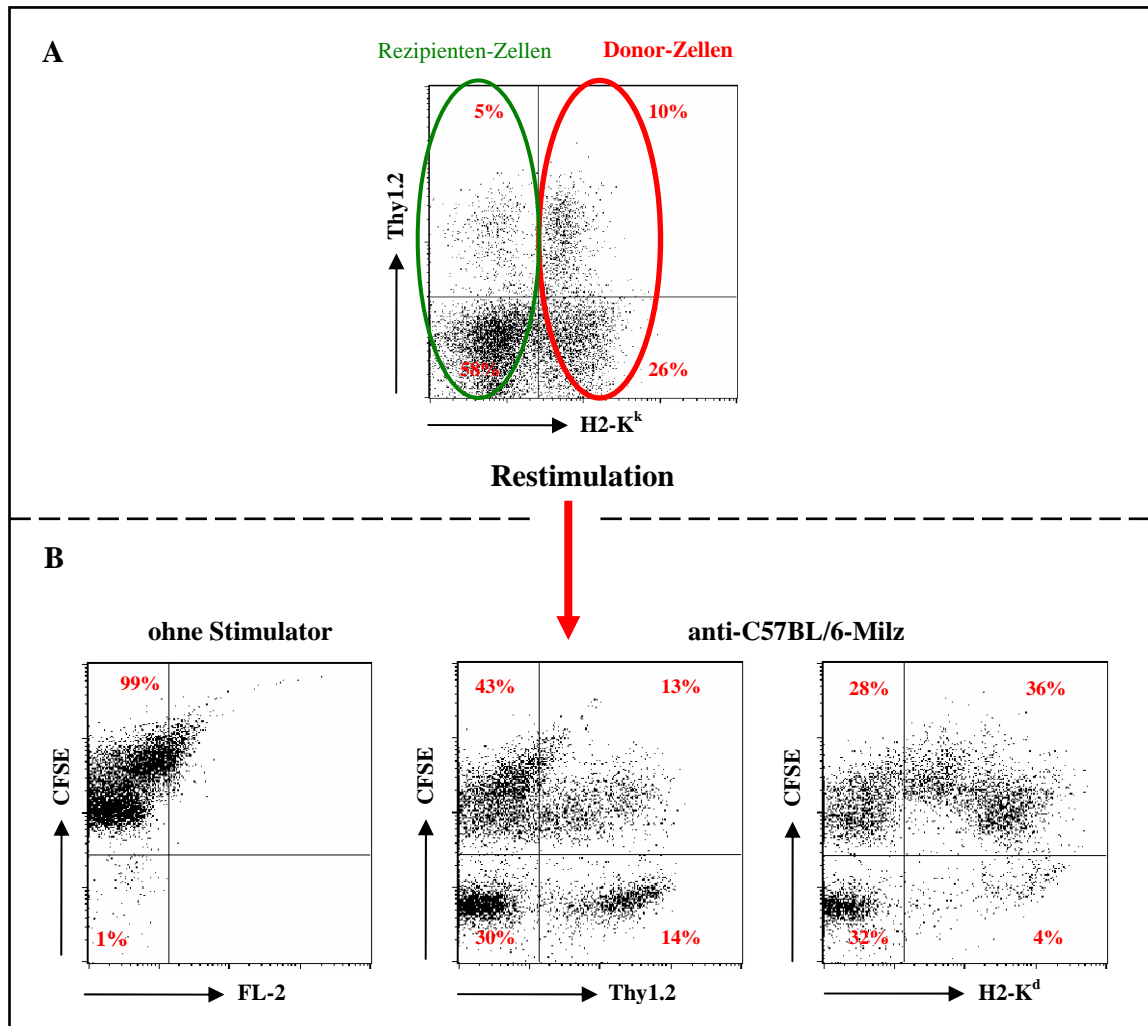 A
Rezipienten-Zellen
Donor-Zellen
5%
10%
Thy1.2
58%
26%
H2-Kᵏ
Restimulation
B
ohne Stimulator
anti-C57BL/6-Milz
99%
CFSE
1%
FL-2
43%
13%
CFSE
30%
14%
Thy1.2
28%
36%
CFSE
32%
4%
H2-Kᵈ